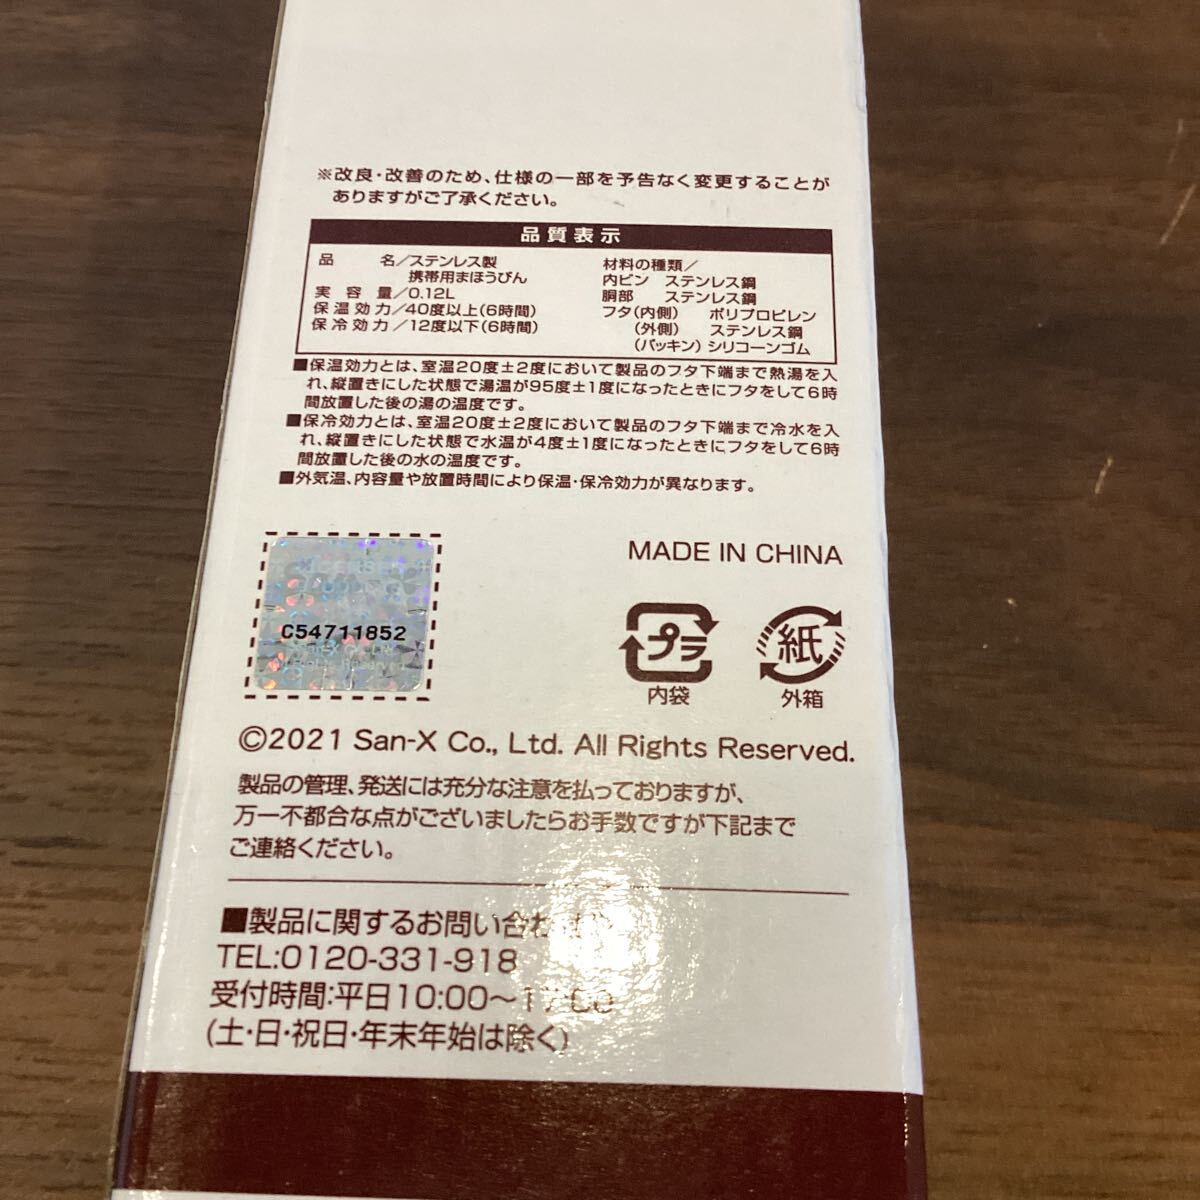 ※改良・改善のため、仕様の一部を予告なく変更することが
ありますがご了承ください。
品質表示
品名／ステンレス製
携帯用まほうびん
実容量／0.12L
保温効力／40度以上(6時間)
保冷効力／12度以下(6時間)
材料の種類／
内ビン ステンレス鋼
胴部 ステンレス鋼
フタ(内側) ポリプロピレン
(外側) ステンレス鋼
(パッキン) シリコーンゴム
■保温効力とは、室温20度±2度において製品のフタ下端まで熱湯を入
れ、縦置きにした状態で湯温が95度±1度になったときにフタをして6時
間放置した後の湯の温度です。
■保冷効力とは、室温20度±2度において製品のフタ下端まで冷水を入
れ、縦置きにした状態で水温が4度±1度になったときにフタをして6時
間放置した後の水の温度です。
■外気温、内容量や放置時間により保温・保冷効力が異なります。
C54711852
MADE IN CHINA
プラ
内袋
紙
外箱
©2021 San-X Co., Ltd. All Rights Reserved.
製品の管理、発送には充分な注意を払っておりますが、
万一不都合な点がございましたらお手数ですが下記まで
ご連絡ください。
■製品に関するお問い合わせ
TEL:0120-331-918
受付時間:平日10:00〜17:00
(土・日・祝日・年末年始は除く)